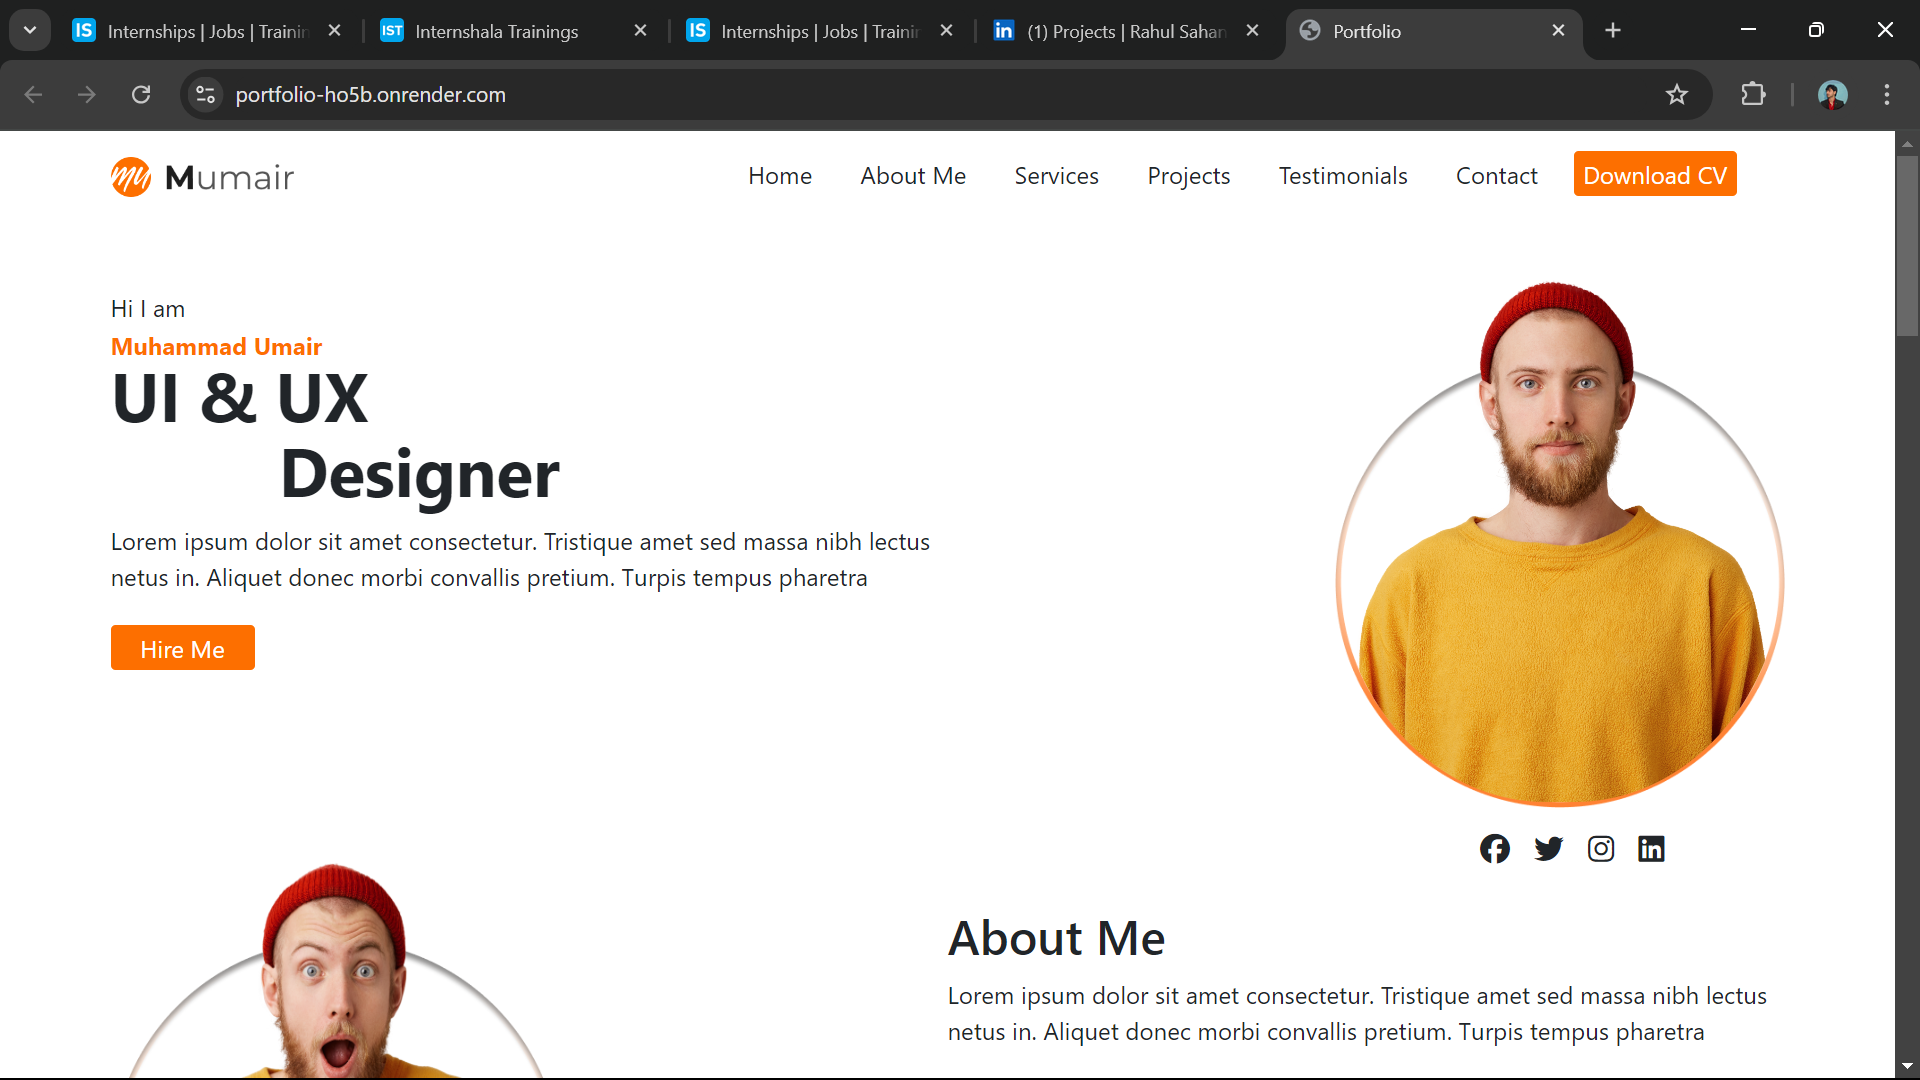 IS Internships | Jobs | Trainin
IST Internshala Trainings
IS Internships | Jobs | Trainin
in (1) Projects | Rahul Sahan
Portfolio
portfolio-ho5b.onrender.com
my Mumair
Home
About Me
Services
Projects
Testimonials
Contact
Download CV
Hi I am
Muhammad Umair
UI & UX
Designer
Lorem ipsum dolor sit amet consectetur. Tristique amet sed massa nibh lectus
netus in. Aliquet donec morbi convallis pretium. Turpis tempus pharetra
Hire Me
in
About Me
Lorem ipsum dolor sit amet consectetur. Tristique amet sed massa nibh lectus
netus in. Aliquet donec morbi convallis pretium. Turpis tempus pharetra